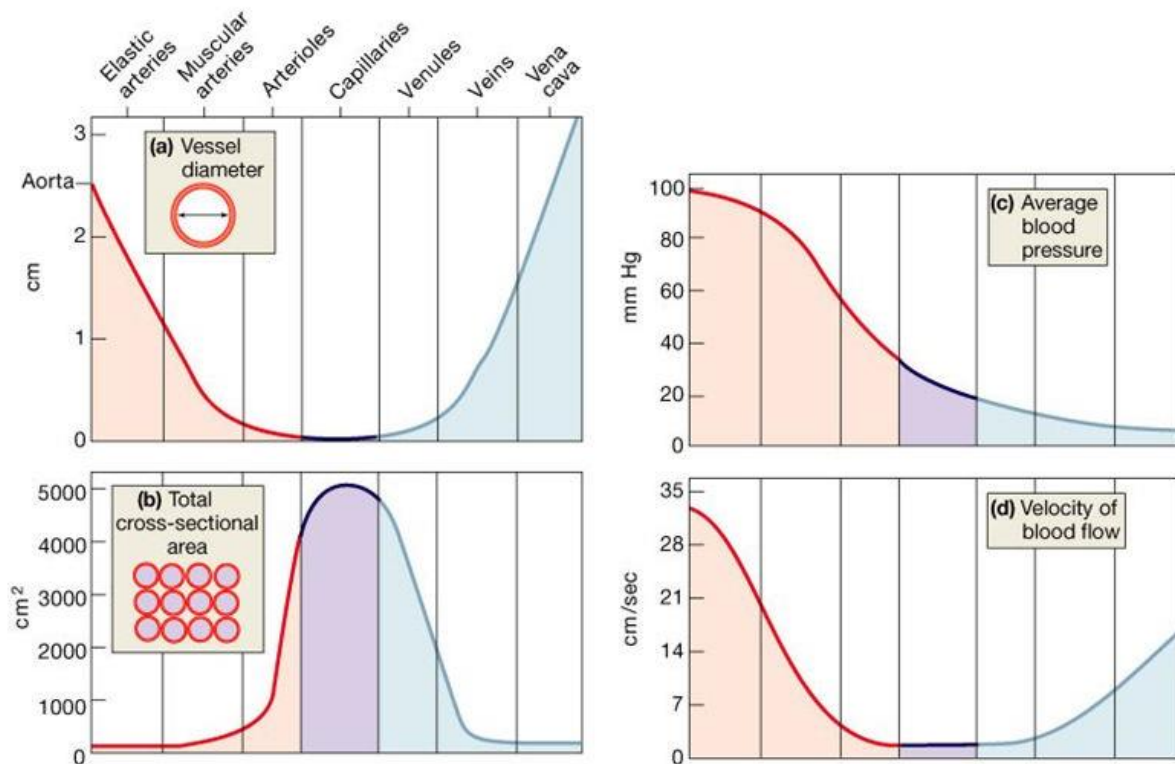 Elastic
arteries
Muscular
arteries
Arterioles
Capillaries
Venules
Veins
Vena
cava
3
Aorta
2
cm
1
0
(a) Vessel
diameter
5000
4000
3000
cm²
2000
1000
0
(b) Total
cross-sectional
area
100
80
60
mm Hg
40
20
0
(c) Average
blood
pressure
35
28
21
cm/sec
14
7
0
(d) Velocity of
blood flow